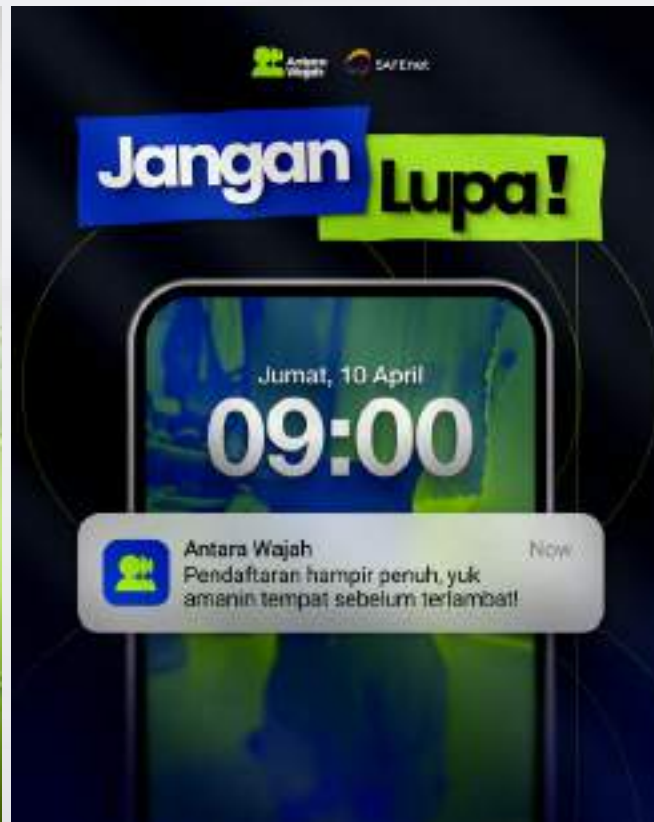 Antara
Wajah
SAFEnet
Jangan
Lupa!
Jumat, 10 April
09:00
Antara Wajah
Now
Pendaftaran hampir penuh, yuk
amanin tempat sebelum terlambat!